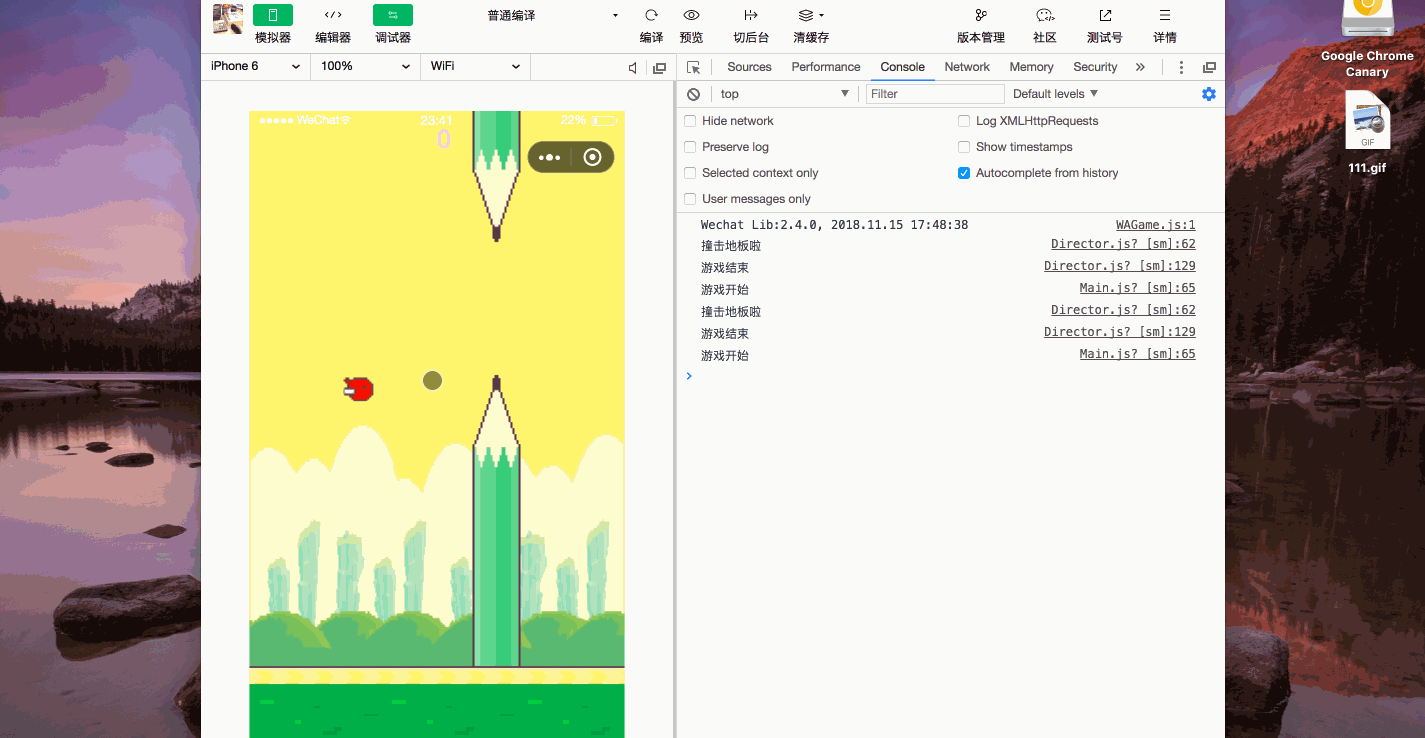 普通编译
模拟器 编辑器 调试器 编译 预览 切后台 清缓存 版本管理 社区 测试号 详情
iPhone 6 100% WiFi
Sources Performance Console Network Memory Security
top Filter Default levels
WeChat 23:41 22%
0
Hide network Log XMLHttpRequests
Preserve log Show timestamps
Selected context only Autocomplete from history
User messages only
Wechat Lib:2.4.0, 2018.11.15 17:48:38 WAGame.js:1
撞击地板啦 Director.js? [sm]:62
游戏结束 Director.js? [sm]:129
游戏开始 Main.js? [sm]:65
撞击地板啦 Director.js? [sm]:62
游戏结束 Director.js? [sm]:129
游戏开始 Main.js? [sm]:65
Google Chrome
Canary
GIF
111.gif